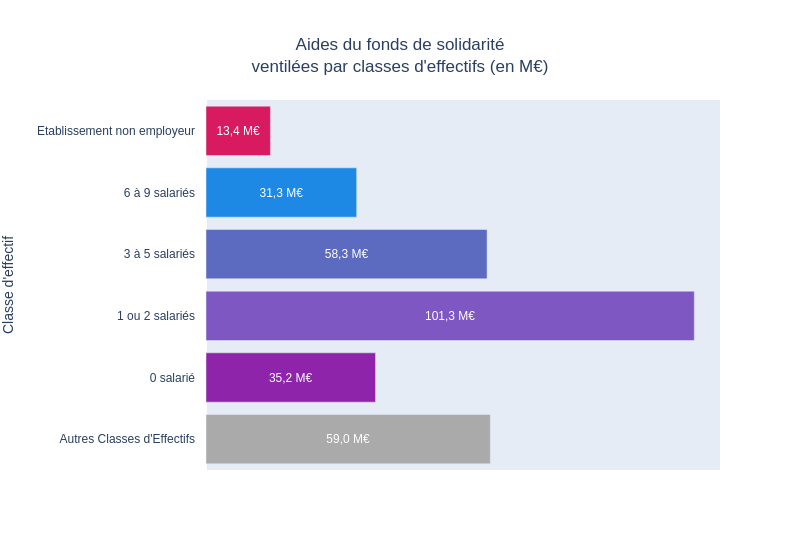 Aides du fonds de solidarité
ventilées par classes d'effectifs (en M€)
Classe d'effectif
Etablissement non employeur
13,4 M€
6 à 9 salariés
31,3 M€
3 à 5 salariés
58,3 M€
1 ou 2 salariés
101,3 M€
0 salarié
35,2 M€
Autres Classes d'Effectifs
59,0 M€